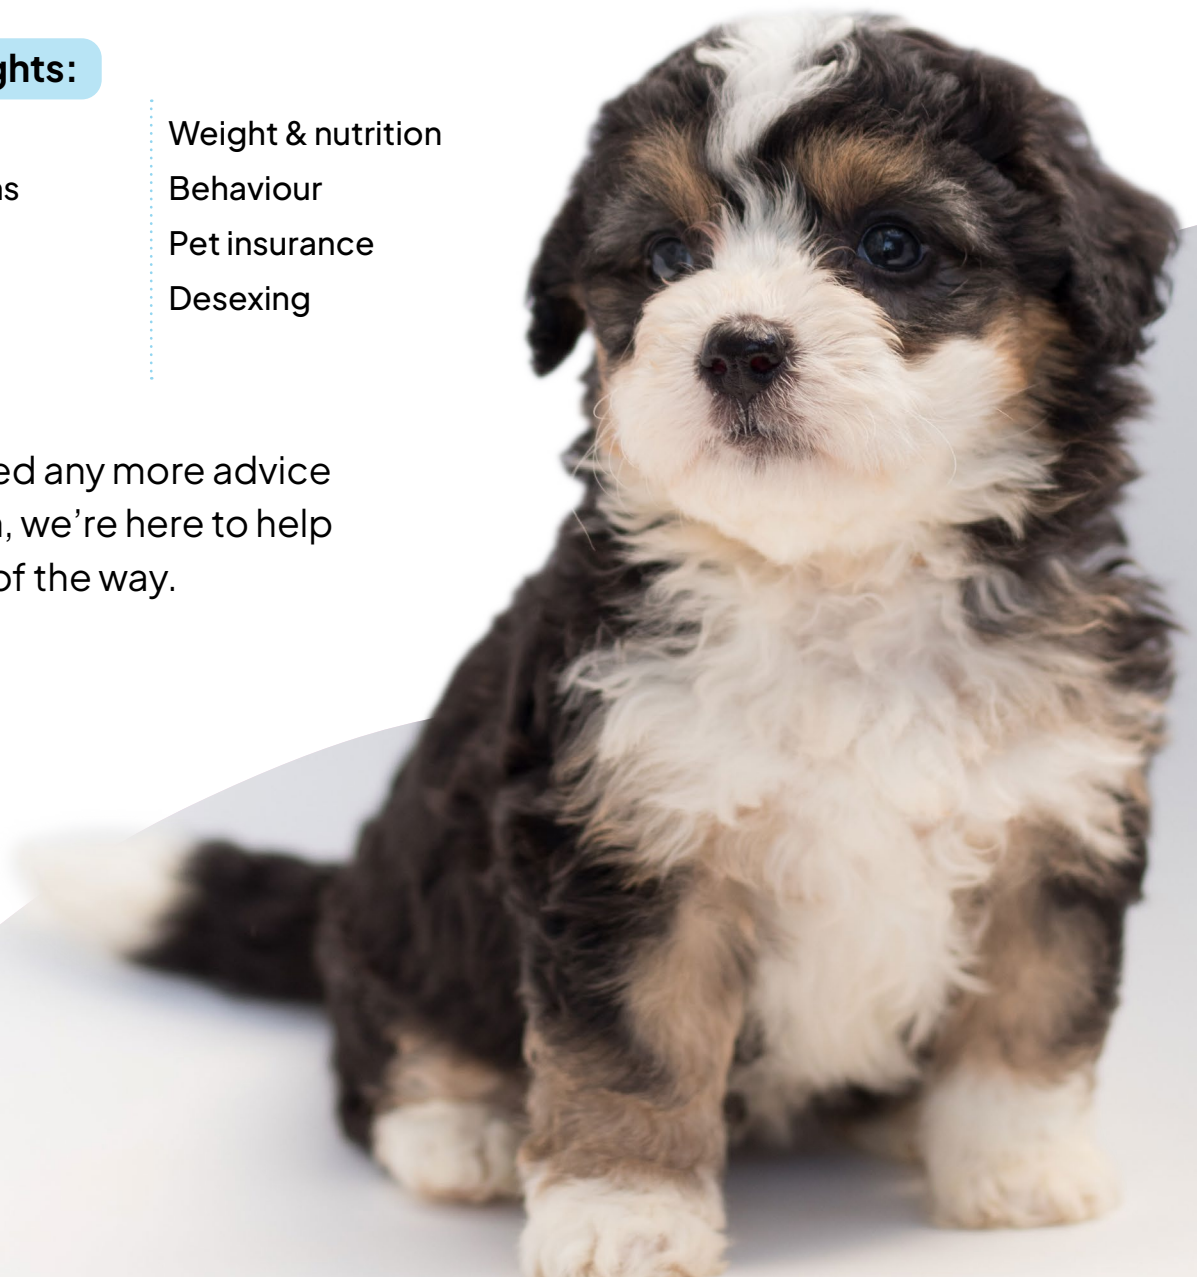 ghts:
Weight & nutrition
as
Behaviour
Pet insurance
Desexing
ed any more advice
, we're here to help
of the way.